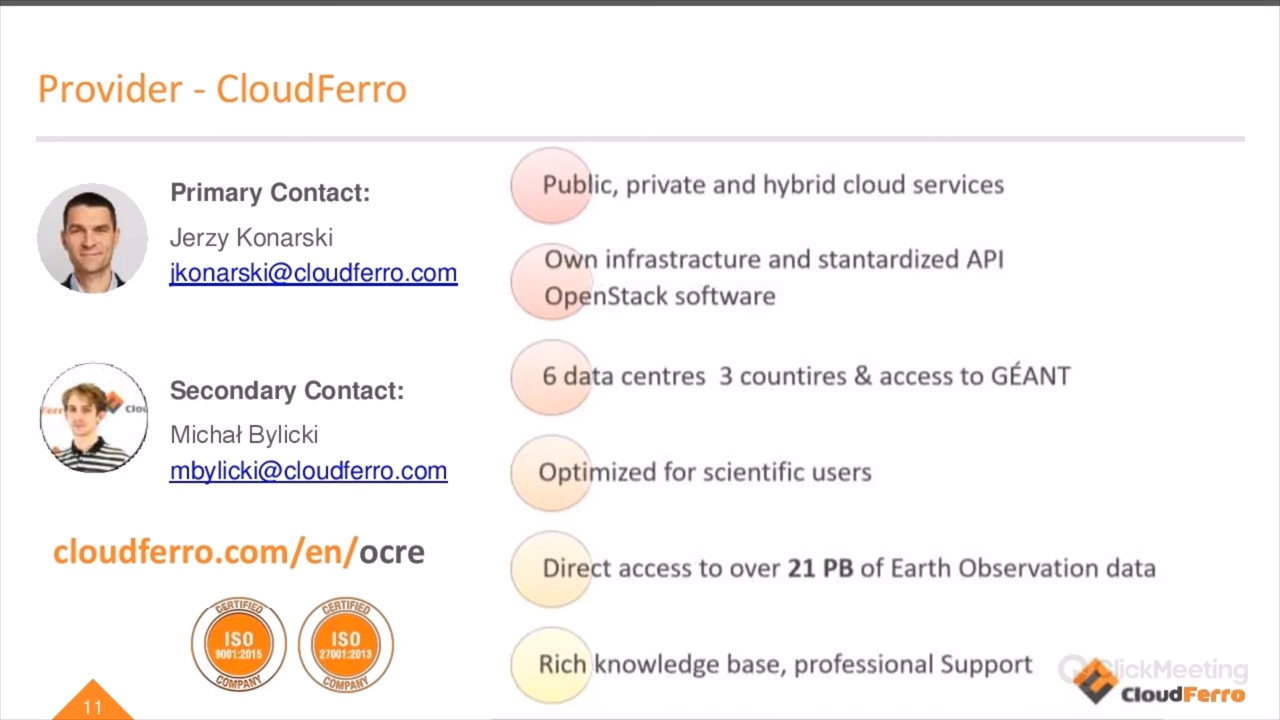 Provider - CloudFerro
Primary Contact:
Jerzy Konarski
jkonarski@cloudferro.com
Secondary Contact:
Michał Bylicki
mbylicki@cloudferro.com
cloudferro.com/en/ocre
CERTIFIED
ISO
9001:2015
COMPANY
CERTIFIED
ISO
27001:2013
COMPANY
11
Public, private and hybrid cloud services
Own infrastracture and stantardized API
OpenStack software
6 data centres 3 countires & access to GÉANT
Optimized for scientific users
Direct access to over 21 PB of Earth Observation data
Rich knowledge base, professional Support
ClickMeeting
CloudFerro